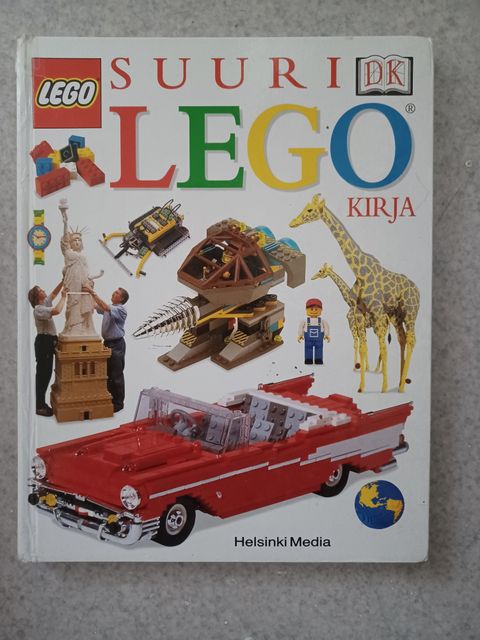 LEGO
SUURI
DK
LEGO®
KIRJA
Helsinki Media